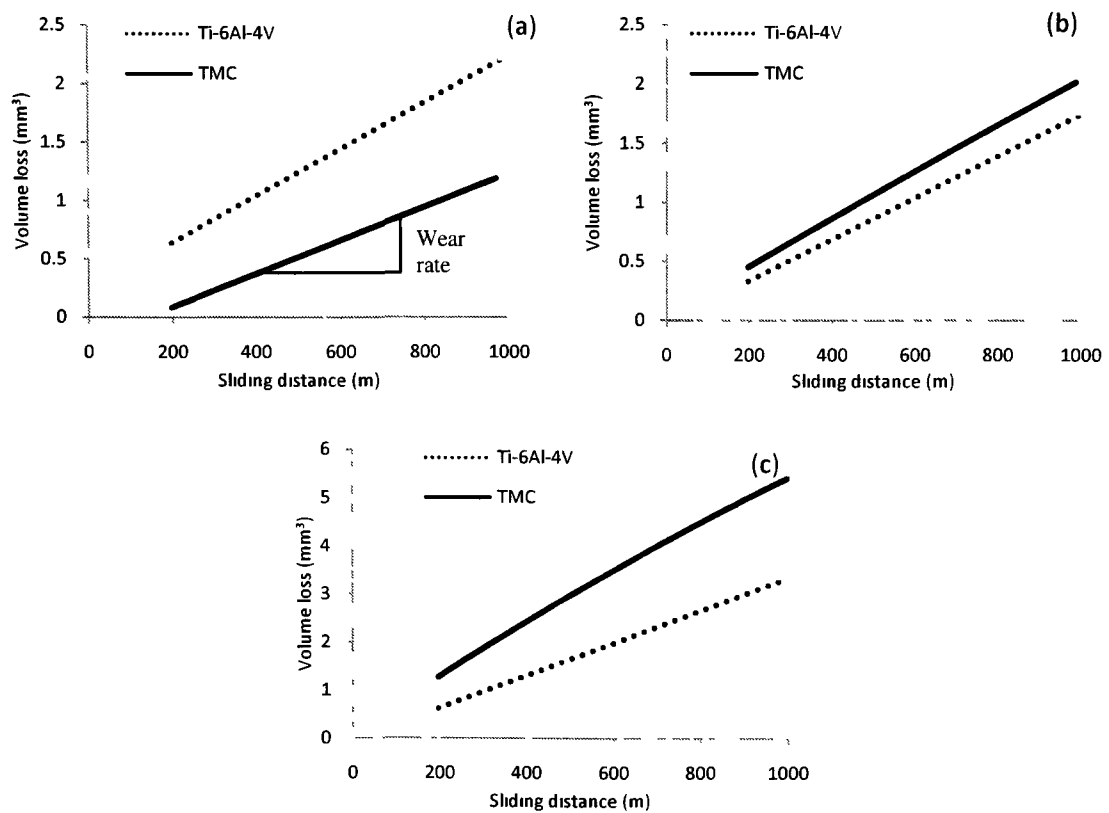 (a)
Ti-6Al-4V
TMC
Volume loss (mm³)
2.5
2
1.5
1
0.5
0
Wear
rate
0 200 400 600 800 1000
Sliding distance (m)
(b)
Ti-6Al-4V
TMC
Volume loss (mm³)
2.5
2
1.5
1
0.5
0
0 200 400 600 800 1000
Sliding distance (m)
(c)
Ti-6Al-4V
TMC
Volume loss (mm³)
6
5
4
3
2
1
0
0 200 400 600 800 1000
Sliding distance (m)